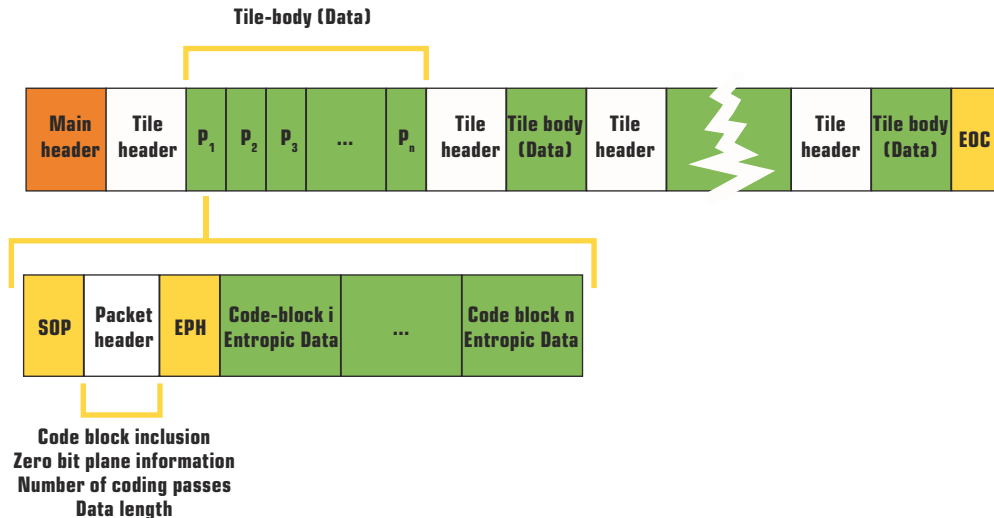 Tile-body (Data)
Main
header
Tile
header
P₁
P₂
P₃
...
Pₙ
Tile
header
Tile body
(Data)
Tile
header
Tile
header
Tile body
(Data)
EOC
SOP
Packet
header
EPH
Code-block i
Entropic Data
...
Code block n
Entropic Data
Code block inclusion
Zero bit plane information
Number of coding passes
Data length